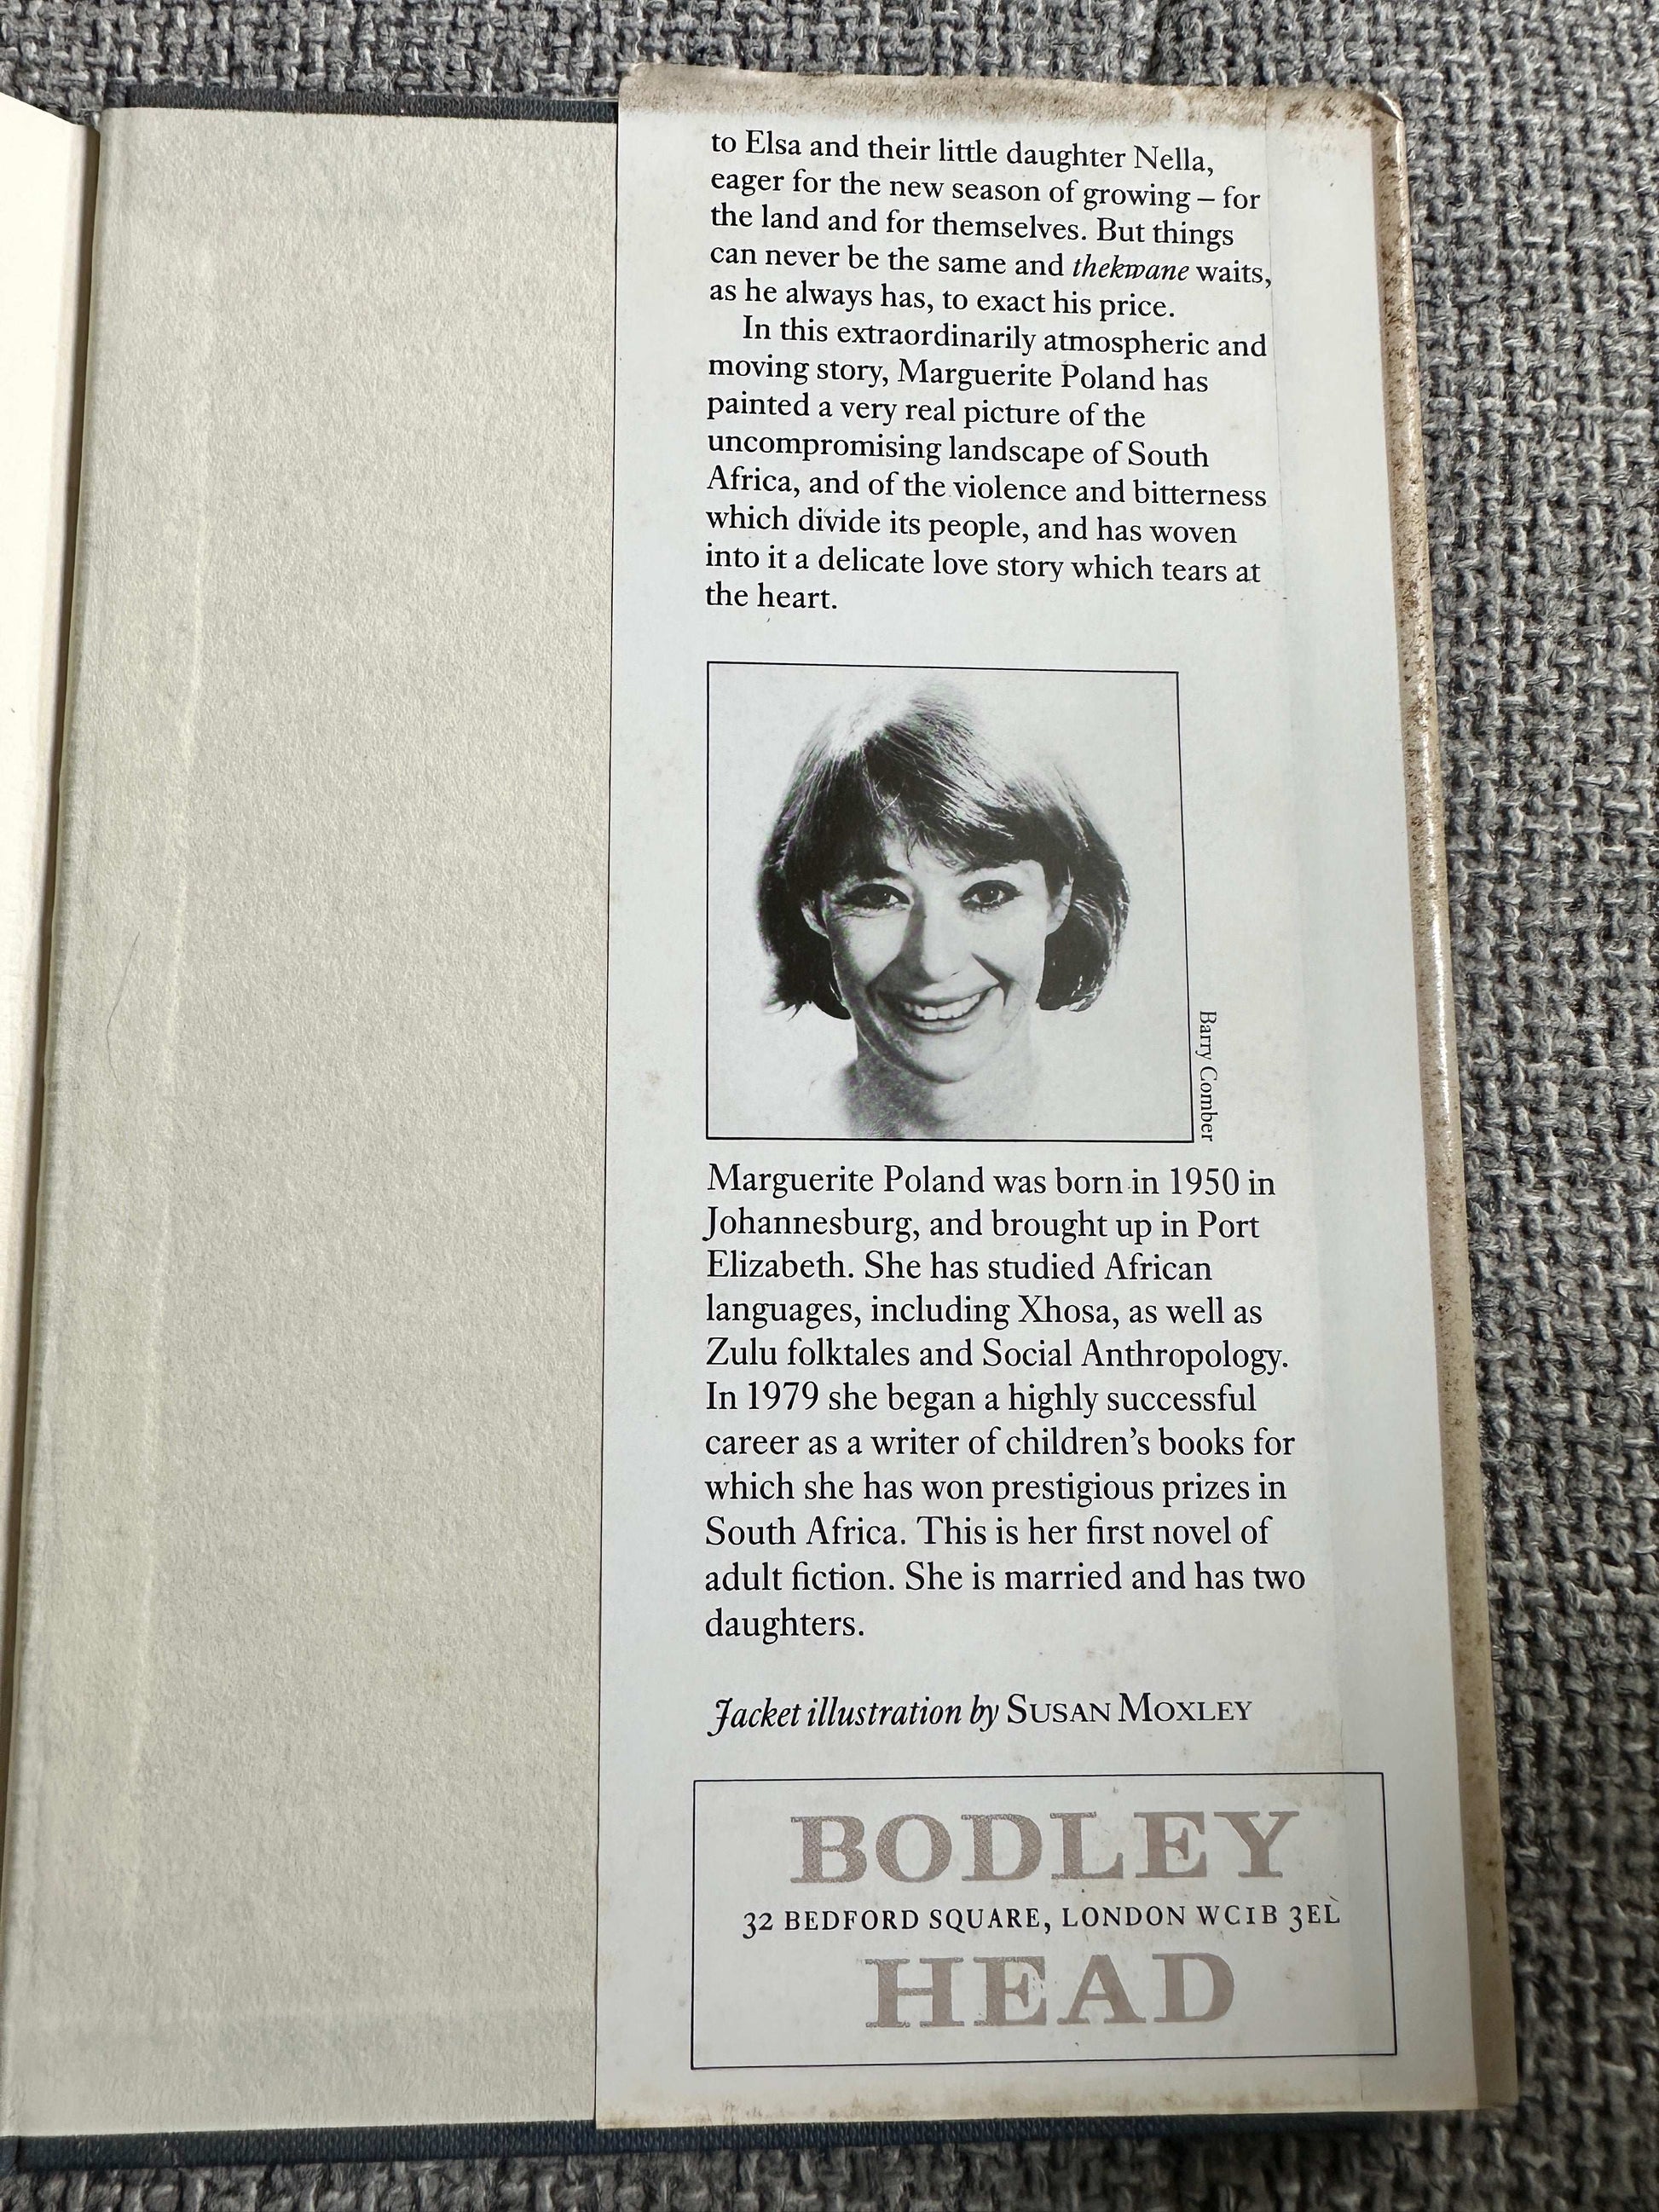 to Elsa and their little daughter Nella,
eager for the new season of growing – for
the land and for themselves. But things
can never be the same and thekwane waits,
as he always has, to exact his price.
In this extraordinarily atmospheric and
moving story, Marguerite Poland has
painted a very real picture of the
uncompromising landscape of South
Africa, and of the violence and bitterness
which divide its people, and has woven
into it a delicate love story which tears at
the heart.
Barry Comber
Marguerite Poland was born in 1950 in
Johannesburg, and brought up in Port
Elizabeth. She has studied African
languages, including Xhosa, as well as
Zulu folktales and Social Anthropology.
In 1979 she began a highly successful
career as a writer of children's books for
which she has won prestigious prizes in
South Africa. This is her first novel of
adult fiction. She is married and has two
daughters.
Jacket illustration by SUSAN MOXLEY
BODLEY
32 BEDFORD SQUARE, LONDON WC1B 3EL
HEAD